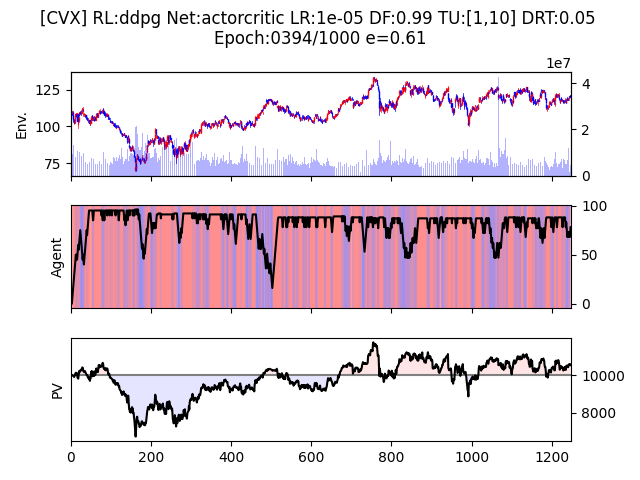 [CVX] RL:ddpg Net:actorcritic LR:1e-05 DF:0.99 TU:[1,10] DRT:0.05
Epoch:0394/1000 e=0.61
1e7
Env.
125
100
75
4
2
0
Agent
100
50
0
PV
10000
8000
0 200 400 600 800 1000 1200